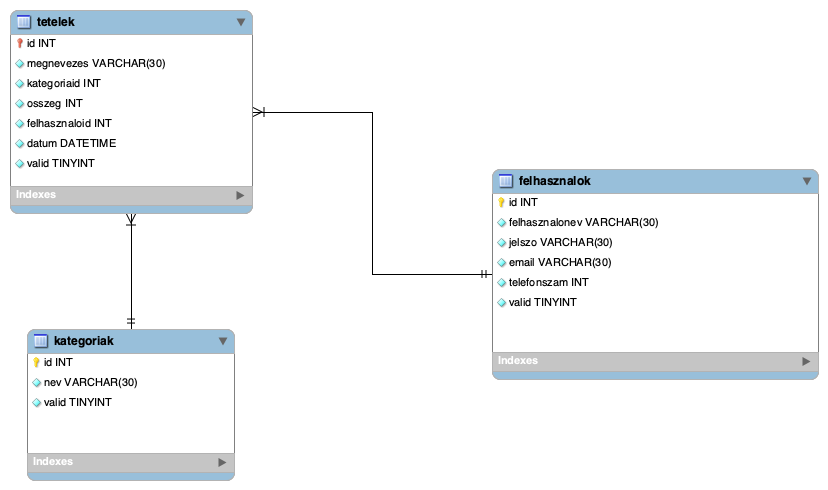 tetelek
id INT
megnevezes VARCHAR(30)
kategoriaid INT
osszeg INT
felhasznaloid INT
datum DATETIME
valid TINYINT
Indexes
felhasznalok
id INT
felhasznalonev VARCHAR(30)
jelszo VARCHAR(30)
email VARCHAR(30)
telefonszam INT
valid TINYINT
Indexes
kategoriak
id INT
nev VARCHAR(30)
valid TINYINT
Indexes